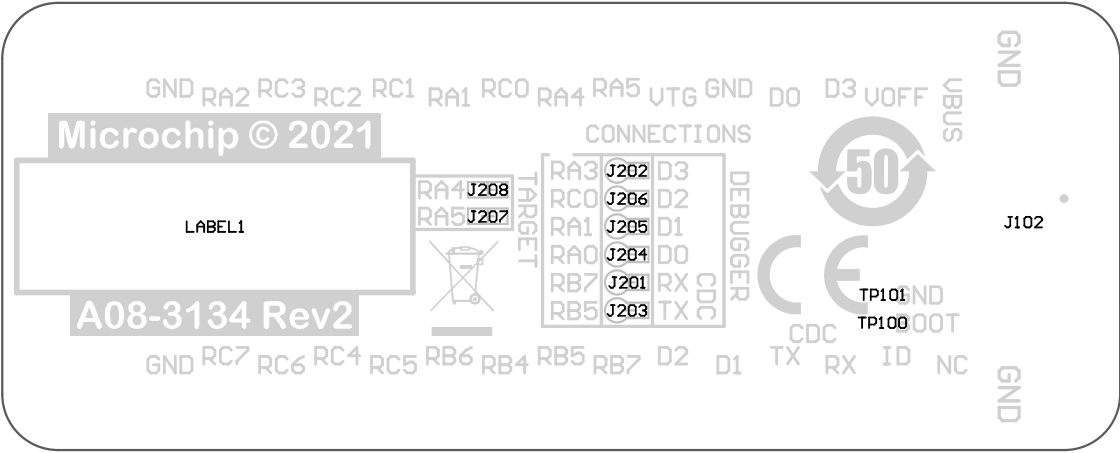 GND RA2 RC3 RC2 RC1 RA1 RC0 RA4 RA5 VTG GND D0 D3 VOFF VBUS GND
Microchip © 2021
CONNECTIONS
50
RA3 J202 D3
RC0 J206 D2
RA1 J205 D1
RA0 J204 D0
RB7 J201 RX
RB5 J203 TX
CDC
DEBUGGER
RA4 J208
RA5 J207
TARGET
LABEL1
J102
CE
A08-3134 Rev2
TP101 GND
TP100 BOOT
CDC
GND RC7 RC6 RC4 RC5 RB6 RB4 RB5 RB7 D2 D1 TX RX ID NC GND